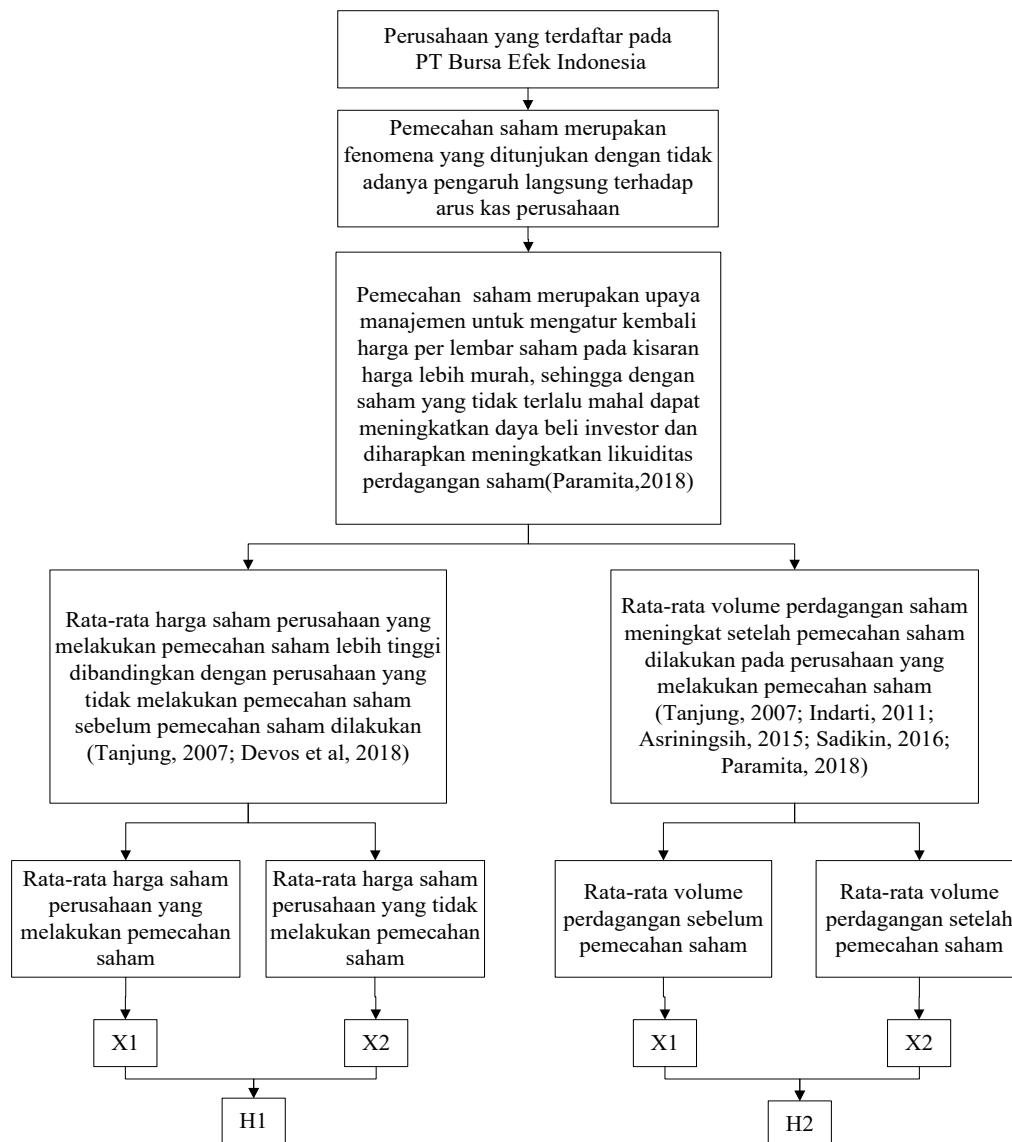 Perusahaan yang terdaftar pada
PT Bursa Efek Indonesia
Pemecahan saham merupakan
fenomena yang ditunjukan dengan tidak
adanya pengaruh langsung terhadap
arus kas perusahaan
Pemecahan saham merupakan upaya
manajemen untuk mengatur kembali
harga per lembar saham pada kisaran
harga lebih murah, sehingga dengan
saham yang tidak terlalu mahal dapat
meningkatkan daya beli investor dan
diharapkan meningkatkan likuiditas
perdagangan saham(Paramita,2018)
Rata-rata harga saham perusahaan yang
melakukan pemecahan saham lebih tinggi
dibandingkan dengan perusahaan yang
tidak melakukan pemecahan saham
sebelum pemecahan saham dilakukan
(Tanjung, 2007; Devos et al, 2018)
Rata-rata volume perdagangan saham
meningkat setelah pemecahan saham
dilakukan pada perusahaan yang
melakukan pemecahan saham
(Tanjung, 2007; Indarti, 2011;
Asriningsih, 2015; Sadikin, 2016;
Paramita, 2018)
Rata-rata harga saham
perusahaan yang
melakukan pemecahan
saham
Rata-rata harga saham
perusahaan yang tidak
melakukan pemecahan
saham
Rata-rata volume
perdagangan sebelum
pemecahan saham
Rata-rata volume
perdagangan setelah
pemecahan saham
X1
X2
X1
X2
H1
H2